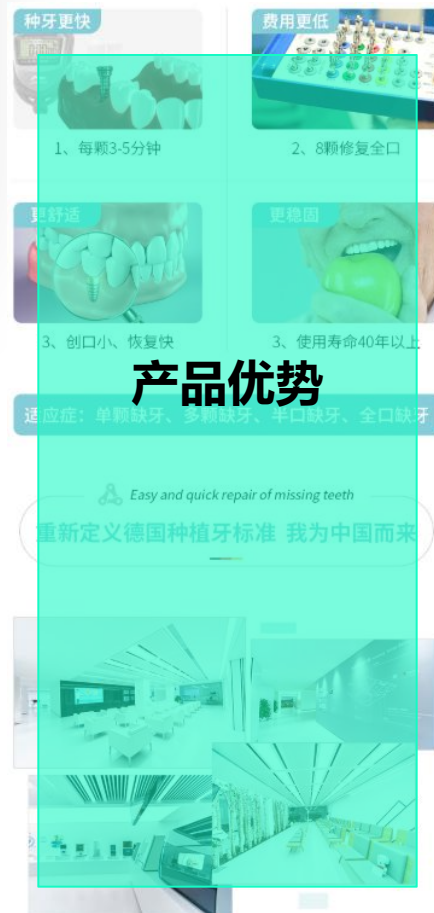 种牙更快
费用更低
1、每颗3-5分钟
2、8颗修复全口
更舒适
更稳固
3、创口小、恢复快
3、使用寿命40年以上
产品优势
适应症：单颗缺牙、多颗缺牙、半口缺牙、全口缺牙
Easy and quick repair of missing teeth
重新定义德国种植牙标准 我为中国而来